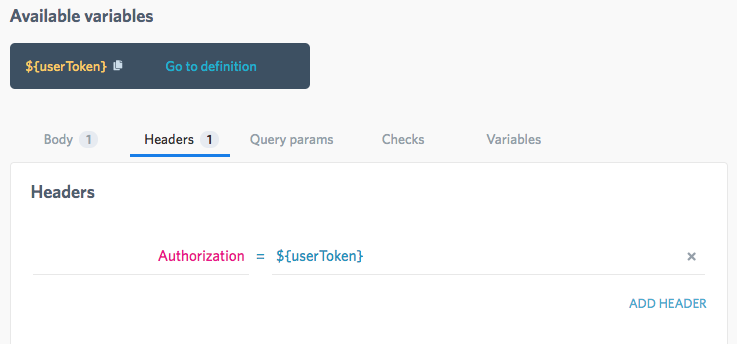 Available variables
${userToken} Go to definition
Body 1 Headers 1 Query params Checks Variables
Headers
Authorization = ${userToken} ×
ADD HEADER